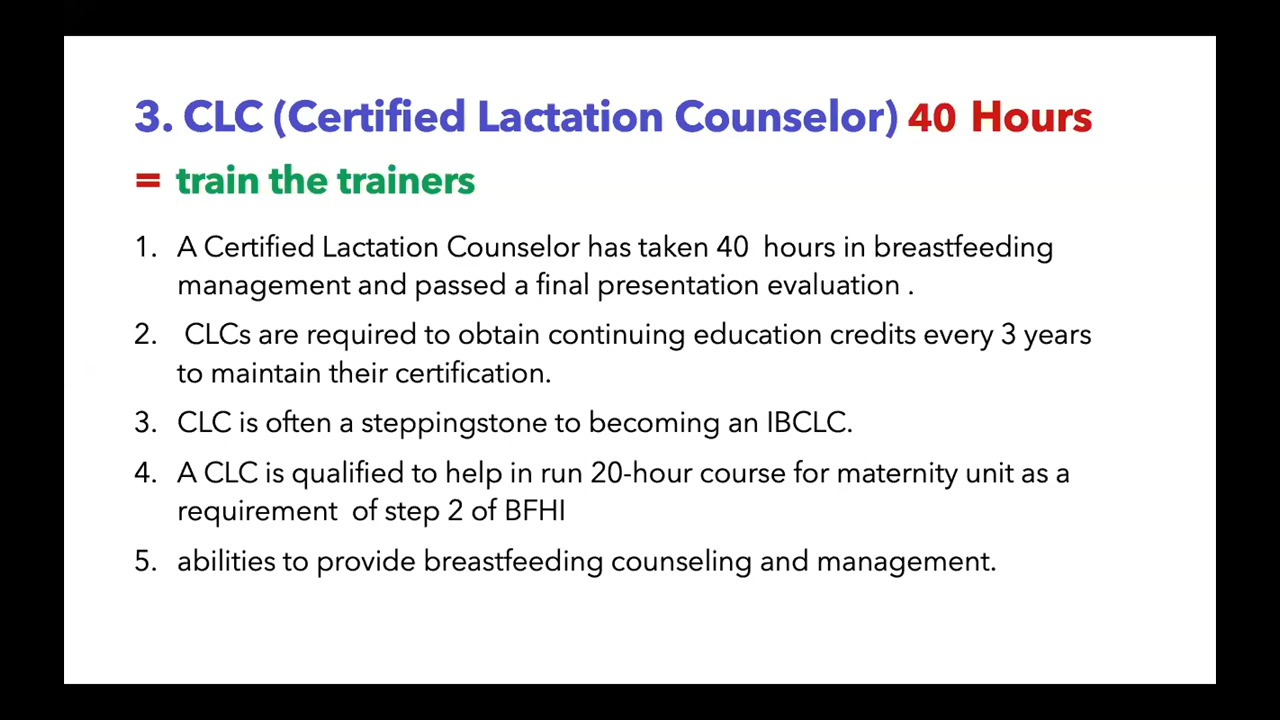 3. CLC (Certified Lactation Counselor) 40 Hours
= train the trainers
1. A Certified Lactation Counselor has taken 40 hours in breastfeeding
management and passed a final presentation evaluation .
2. CLCs are required to obtain continuing education credits every 3 years
to maintain their certification.
3. CLC is often a steppingstone to becoming an IBCLC.
4. A CLC is qualified to help in run 20-hour course for maternity unit as a
requirement of step 2 of BFHI
5. abilities to provide breastfeeding counseling and management.